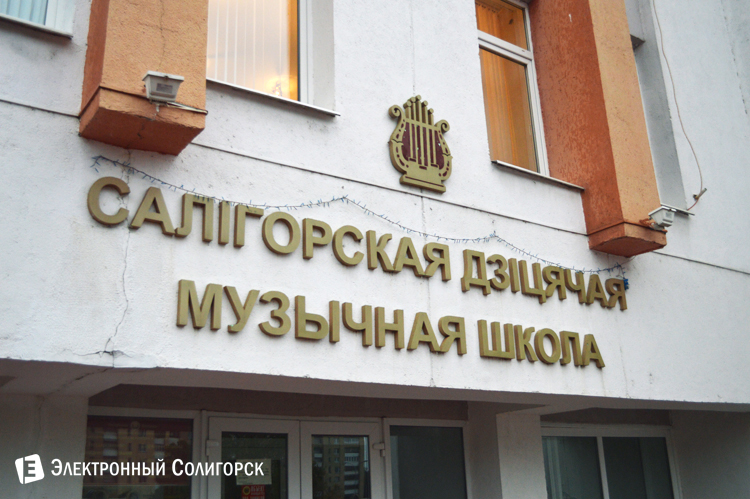 САЛІГОРСКАЯ ДЗІЦЯЧАЯ
МУЗЫЧНАЯ ШКОЛА
Е ЭЛЕКТРОННЫЙ СОЛИГОРСК